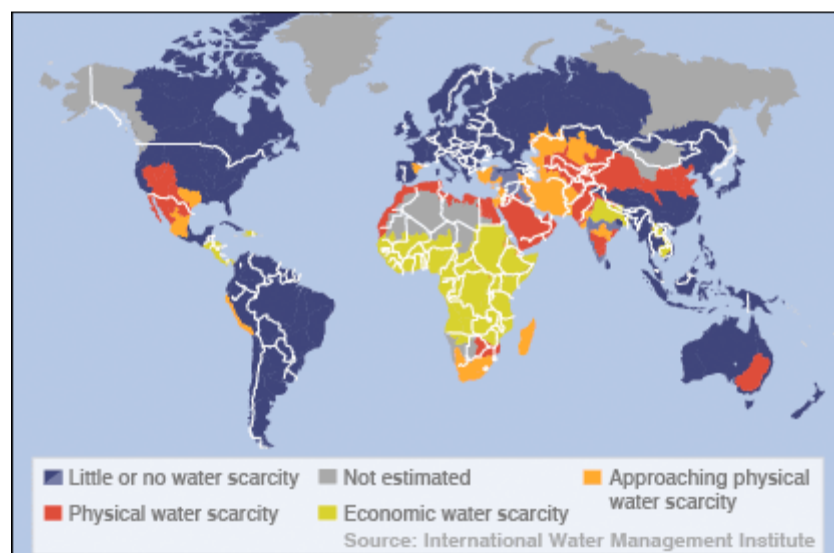 Little or no water scarcity
Not estimated
Approaching physical
water scarcity
Physical water scarcity
Economic water scarcity
Source: International Water Management Institute